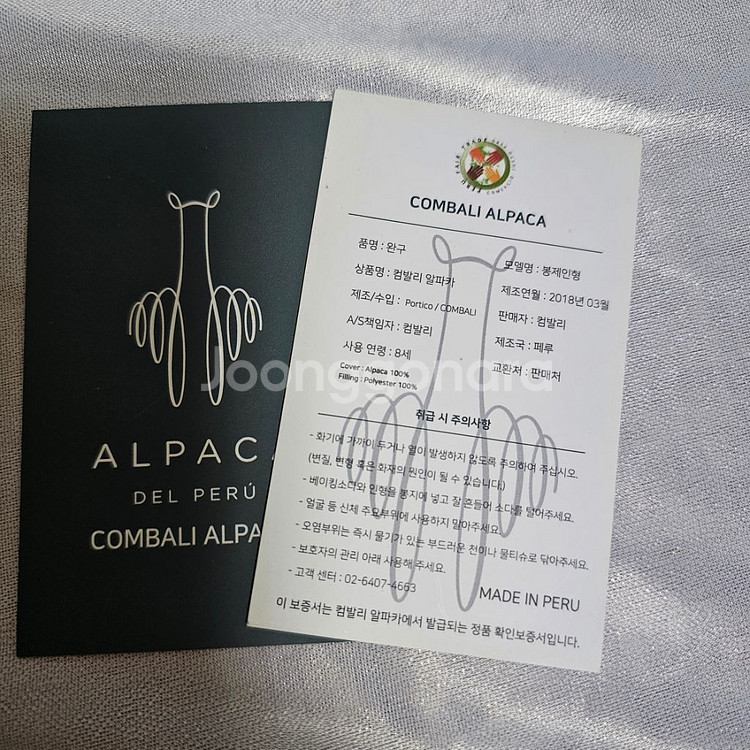 ALPACA
DEL PERÚ
COMBALI ALPA
FAIR TRADE
COMBALI ALPACA
품명 : 완구
모델명 : 봉제인형
상품명 : 컴발리 알파카
제조연월 : 2018년 03월
제조/수입 : Portico / COMBALI
판매자 : 컴발리
A/S책임자 : 컴발리
제조국 : 페루
사용 연령 : 8세
교환처 : 판매처
Cover : Alpaca 100%
Filling : Polyester 100%
취급 시 주의사항
- 화기에 가까이 두거나 열이 발생하지 않도록 주의하여 주십시오.
(변질, 변형 혹은 화재의 원인이 될 수 있습니다.)
- 베이킹소다와 인형을 봉지에 넣고 잘 흔들어 소다를 털어주세요.
- 얼굴 등 신체 주요부위에 사용하지 말아주세요.
- 오염부위는 즉시 물기가 있는 부드러운 천이나 물티슈로 닦아주세요.
- 보호자의 관리 아래 사용해 주세요.
- 고객 센터 : 02-6407-4663
MADE IN PERU
이 보증서는 컴발리 알파카에서 발급되는 정품 확인보증서입니다.
Joonggonara